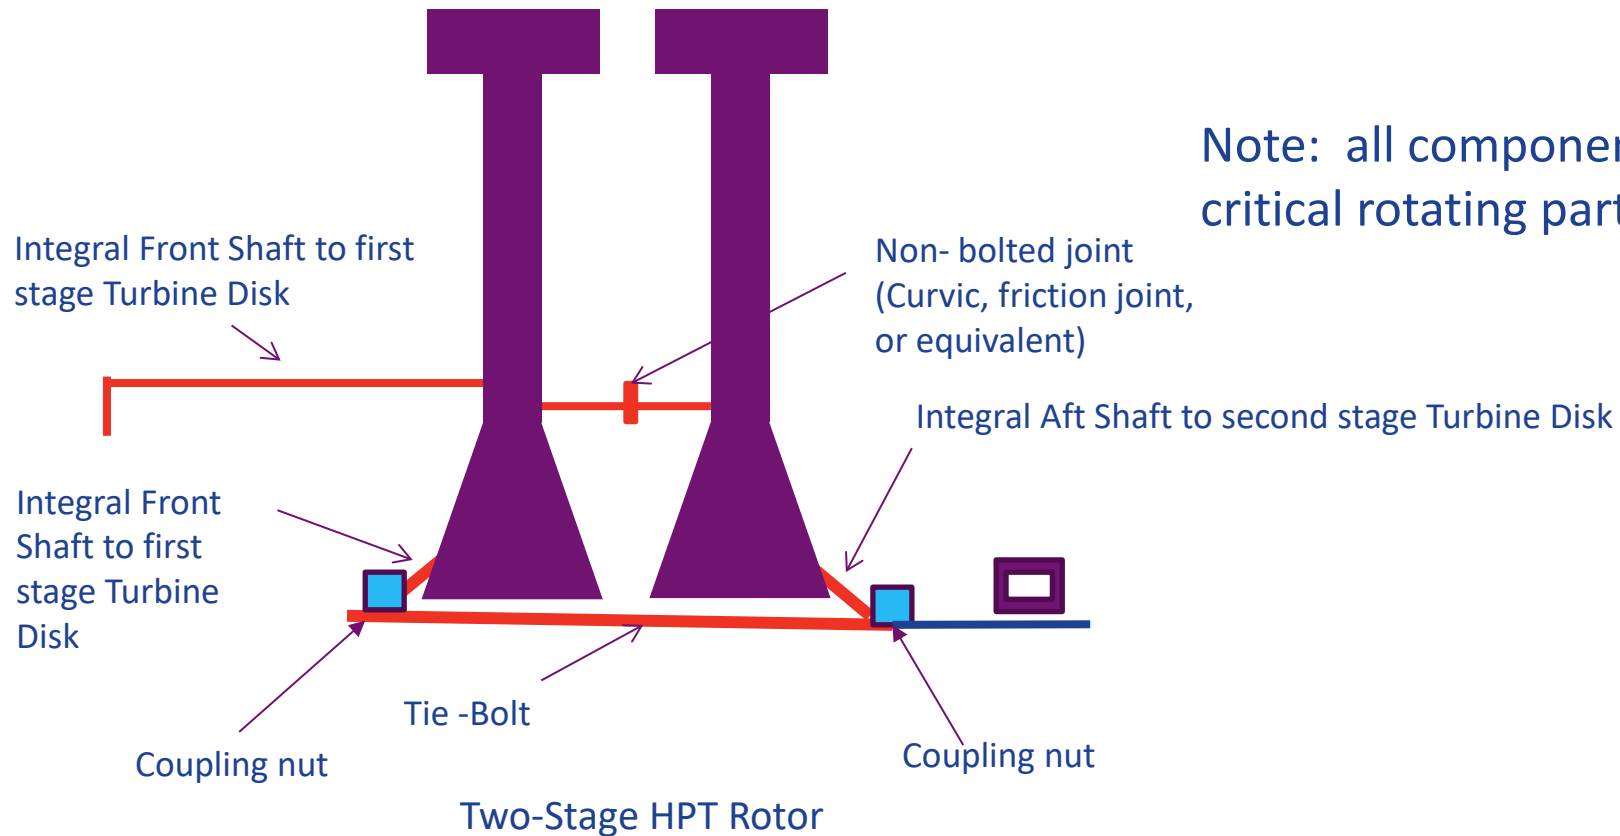 Note: all
critical rotating
Integral Front Shaft to first
stage Turbine Disk
Non- bolted joint
(Curvic, friction joint,
or equivalent)
Integral Aft Shaft to second stage Turbine Disk
Integral Front
Shaft to first
stage Turbine
Disk
Tie -Bolt
Coupling nut
Coupling nut
Two-Stage HPT Rotor